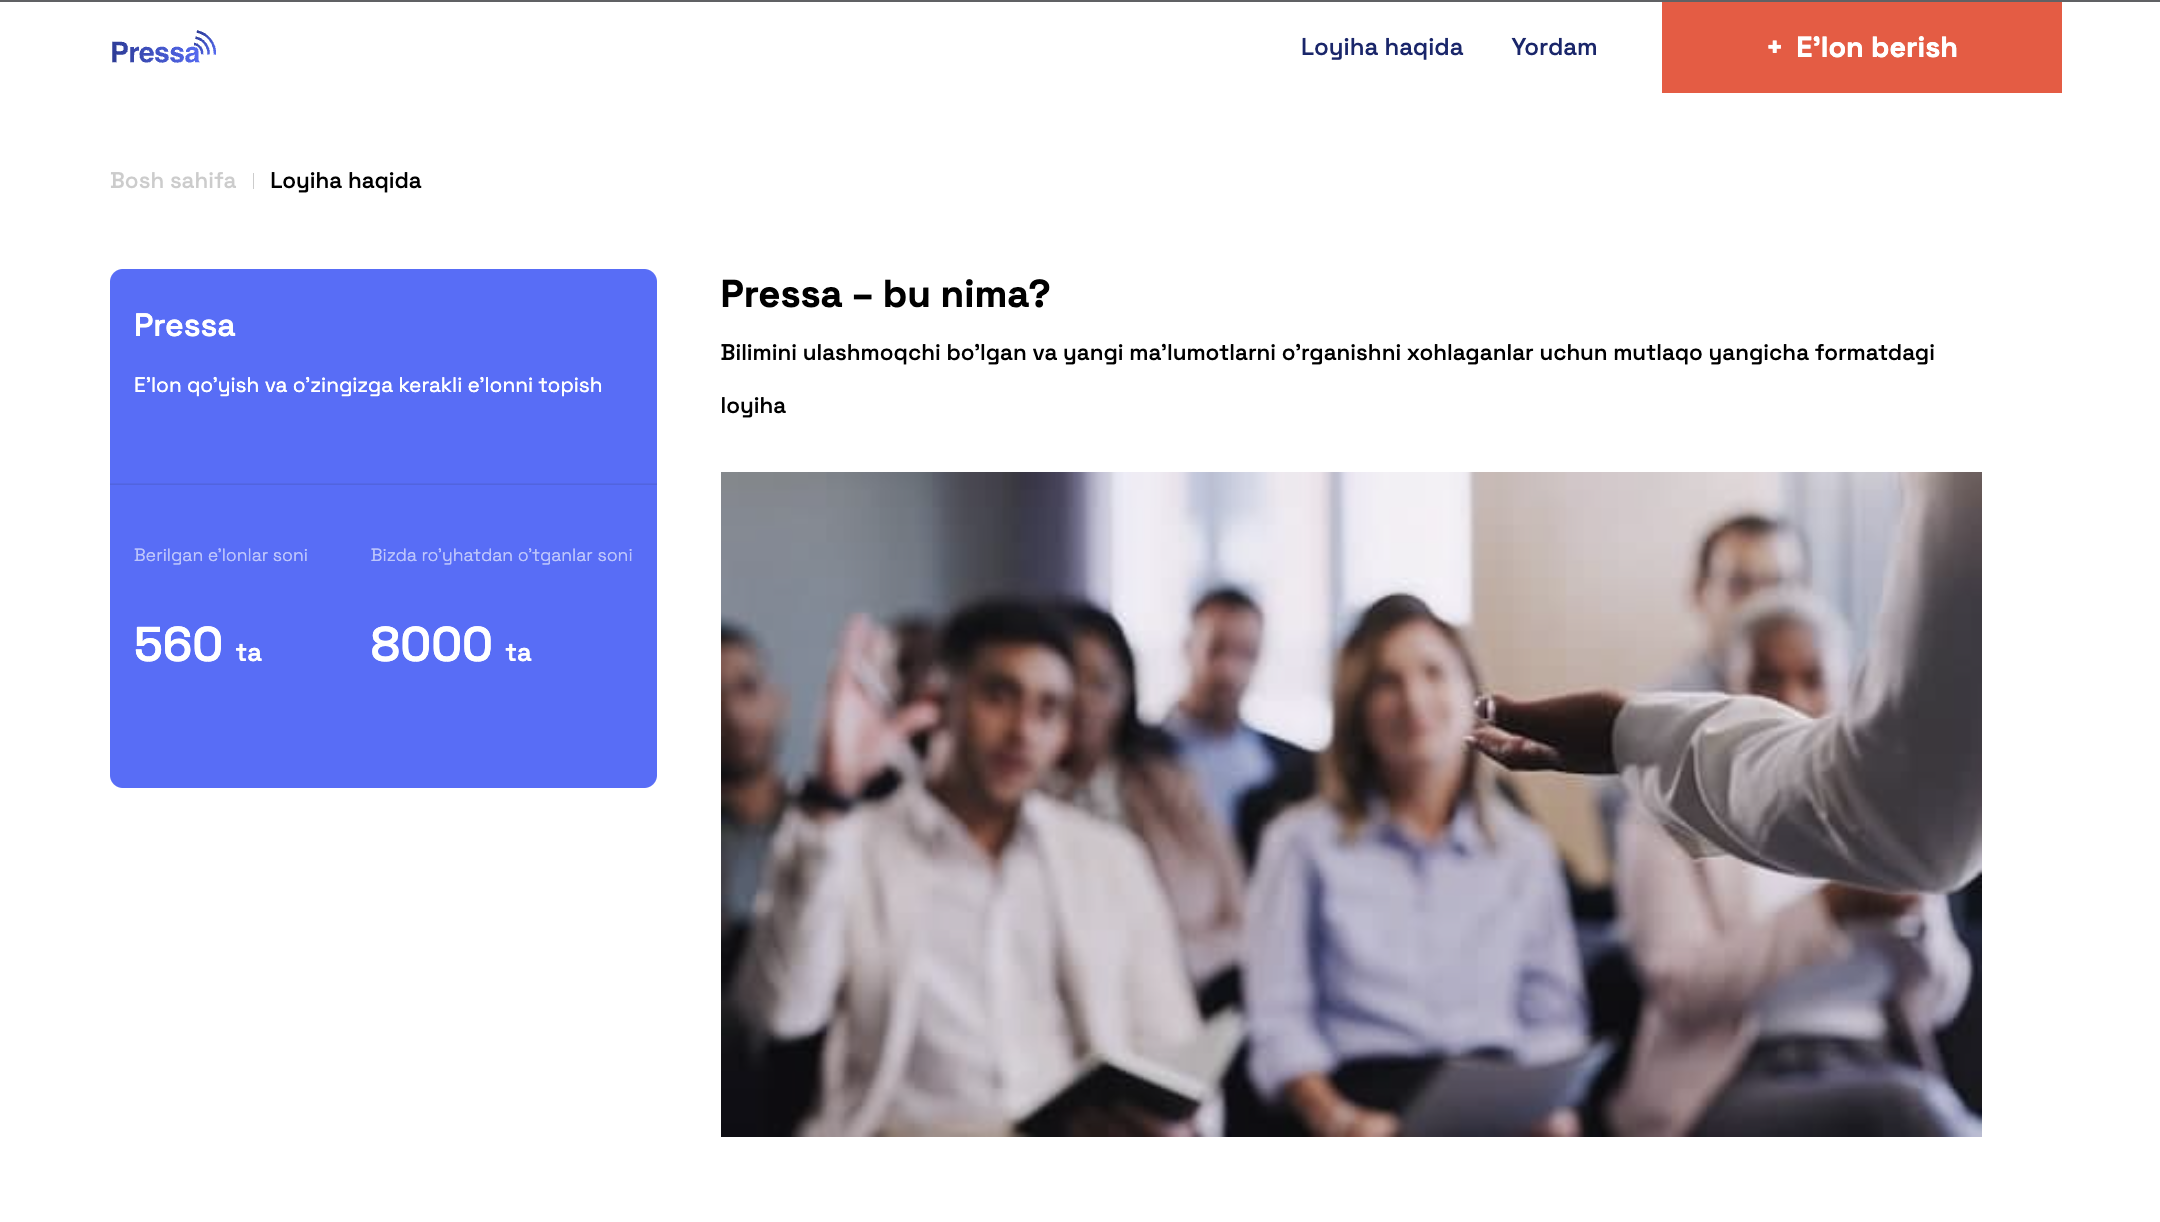 Pressa
Loyiha haqida
Yordam
+ E’lon berish
Bosh sahifa | Loyiha haqida
Pressa
E’lon qo’yish va o’zingizga kerakli e’lonni topish
Berilgan e’lonlar soni
560 ta
Bizda ro’yhatdan o’tganlar soni
8000 ta
Pressa – bu nima?
Bilimini ulashmoqchi bo’lgan va yangi ma’lumotlarni o’rganishni xohlaganlar uchun mutlaqo yangicha formatdagi
loyiha